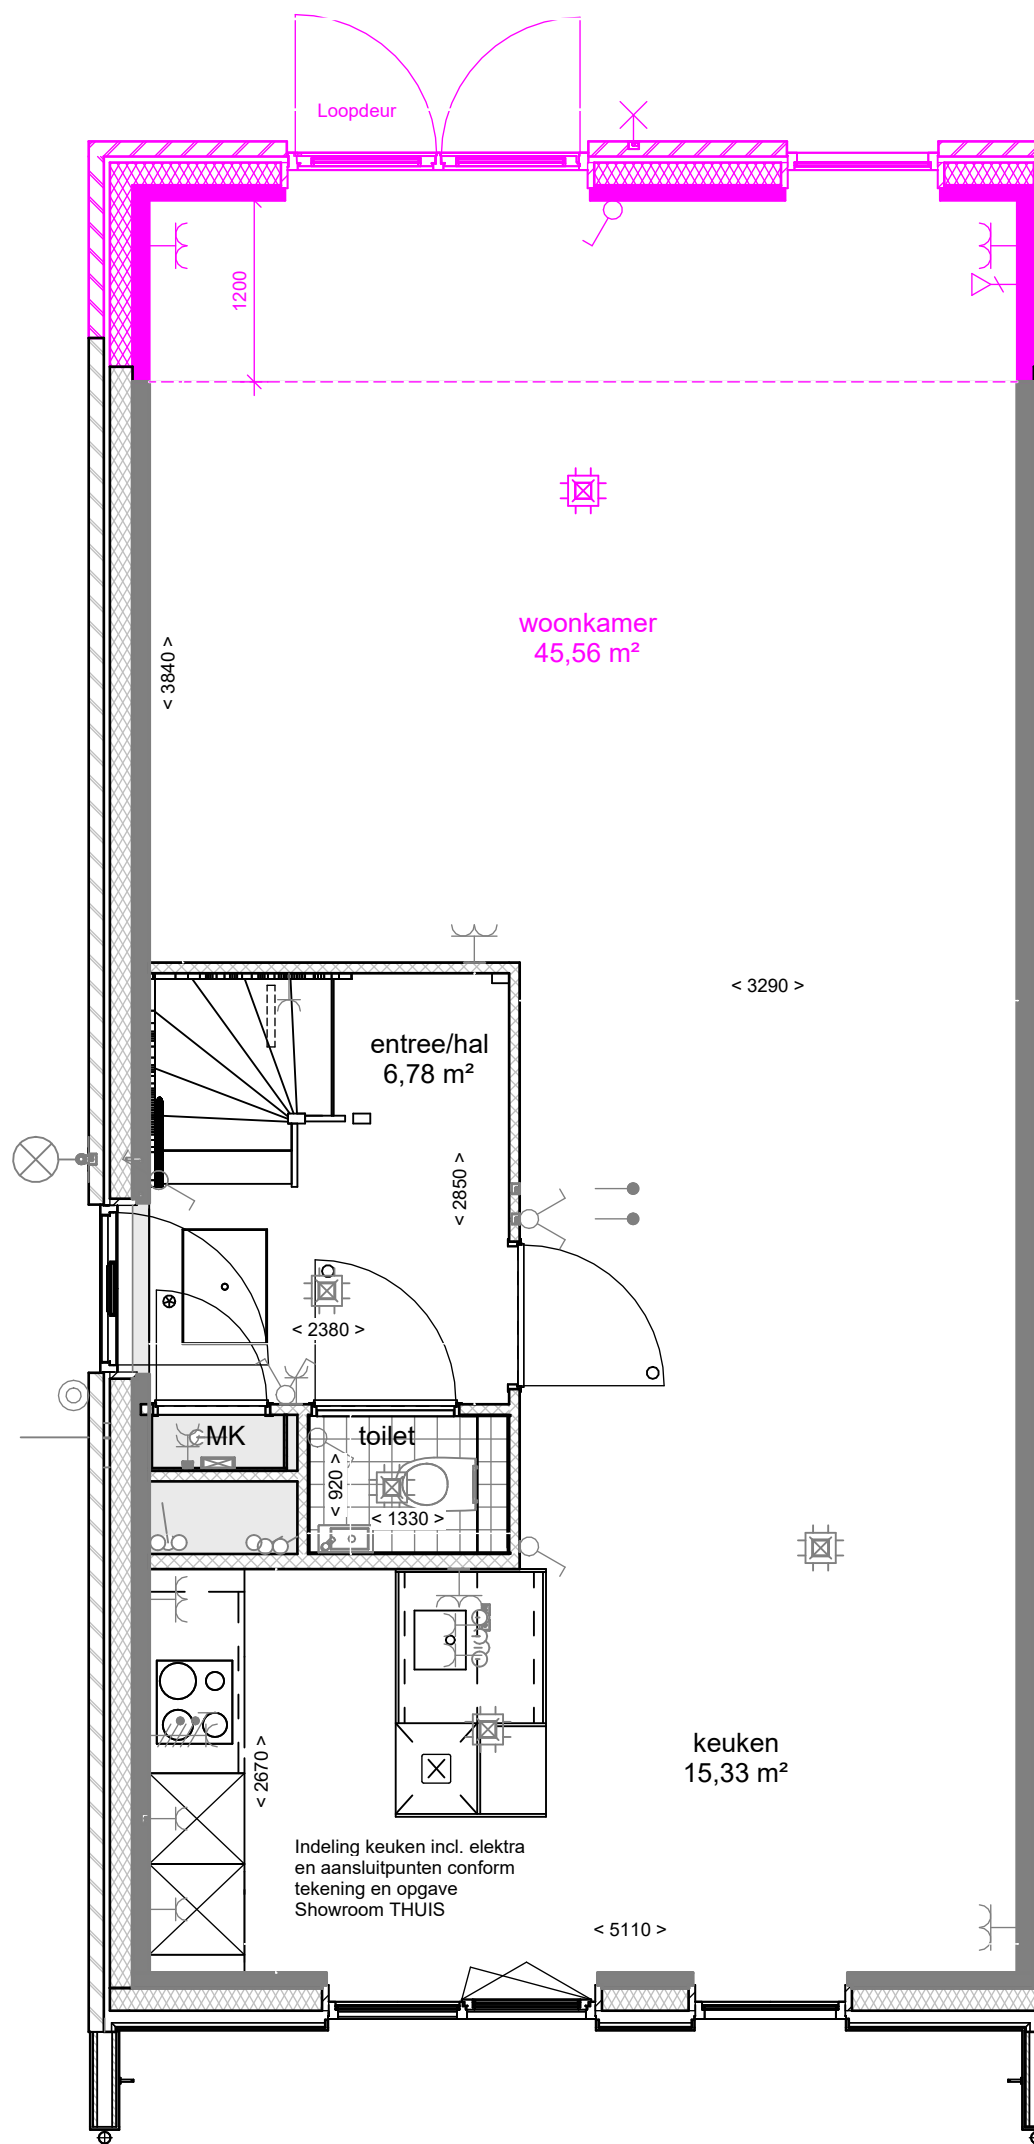 Loopdeur
1200
woonkamer
45,56 m²
< 3840 >
< 3290 >
entree/hal
6,78 m²
< 2850 >
< 2380 >
MK
toilet
< 920 >
< 1330 >
keuken
15,33 m²
< 2670 >
Indeling keuken incl. elektra
en aansluitpunten conform
tekening en opgave
Showroom THUIS
< 5110 >